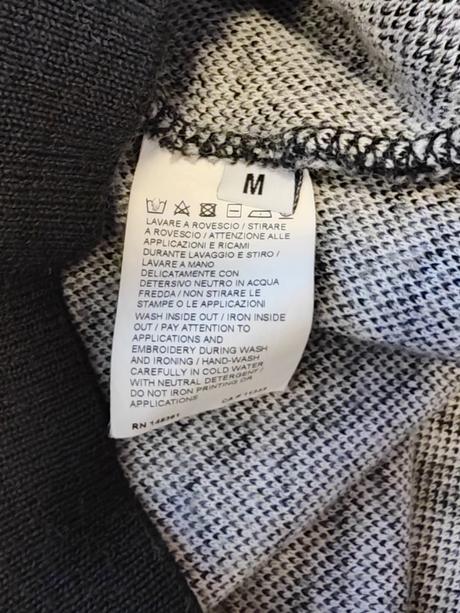 M
LAVARE A ROVESCIO / STIRARE
A ROVESCIO / ATTENZIONE ALLE
APPLICAZIONI E RICAMI
DURANTE LAVAGGIO E STIRO /
LAVARE A MANO
DELICATAMENTE CON
DETERSIVO NEUTRO IN ACQUA
FREDDA / NON STIRARE LE
STAMPE O LE APPLICAZIONI
WASH INSIDE OUT / IRON INSIDE
OUT / PAY ATTENTION TO
APPLICATIONS AND
EMBROIDERY DURING WASH
AND IRONING / HAND-WASH
CAREFULLY IN COLD WATER
WITH NEUTRAL DETERGENT /
DO NOT IRON PRINTING OR
APPLICATIONS
RN CA #